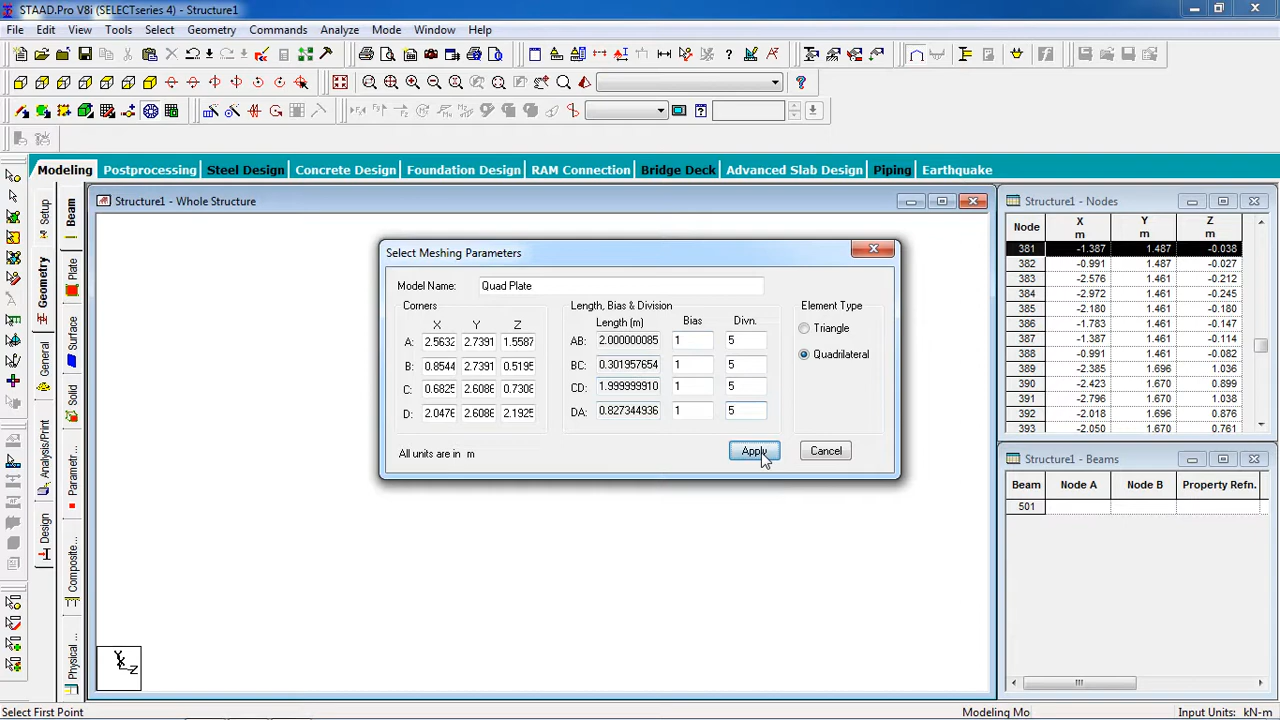 STAAD.Pro V8i (SELECTseries 4) - Structure1
File Edit View Tools Select Geometry Commands Analyze Mode Window Help
Modeling Postprocessing Steel Design Concrete Design Foundation Design RAM Connection Bridge Deck Advanced Slab Design Piping Earthquake
Setup
Geometry
General
Analysis/Print
Design
Beam
Plate
Surface
Solid
Parametr...
Composite...
Physical ...
Structure1 - Whole Structure
Select Meshing Parameters
Model Name: Quad Plate
Corners
X Y Z
A: 2.5632 2.7391 1.5587
B: 0.8544 2.7391 0.5195
C: 0.6825 2.6086 0.7308
D: 2.0476 2.6086 2.1925
All units are in m
Length, Bias & Division
Length (m) Bias Divn.
AB: 2.000000085 1 5
BC: 0.301957654 1 5
CD: 1.999999910 1 5
DA: 0.827344936 1 5
Element Type
Triangle
Quadrilateral
Apply Cancel
Structure1 - Nodes
Node X m Y m Z m
381 -1.387 1.487 -0.038
382 -0.991 1.487 -0.027
383 -2.576 1.461 -0.212
384 -2.972 1.461 -0.245
385 -2.180 1.461 -0.180
386 -1.783 1.461 -0.147
387 -1.387 1.461 -0.114
388 -0.991 1.461 -0.082
389 -2.801 1.670 1.036
390 -2.423 1.670 0.899
391 -2.412 1.696 1.048
392 -2.018 1.696 0.876
393 -2.050 1.670 0.761
Structure1 - Beams
Beam Node A Node B Property Refn.
501
Y
X
Z
Select First Point
Modeling Mo
Input Units: kN-m